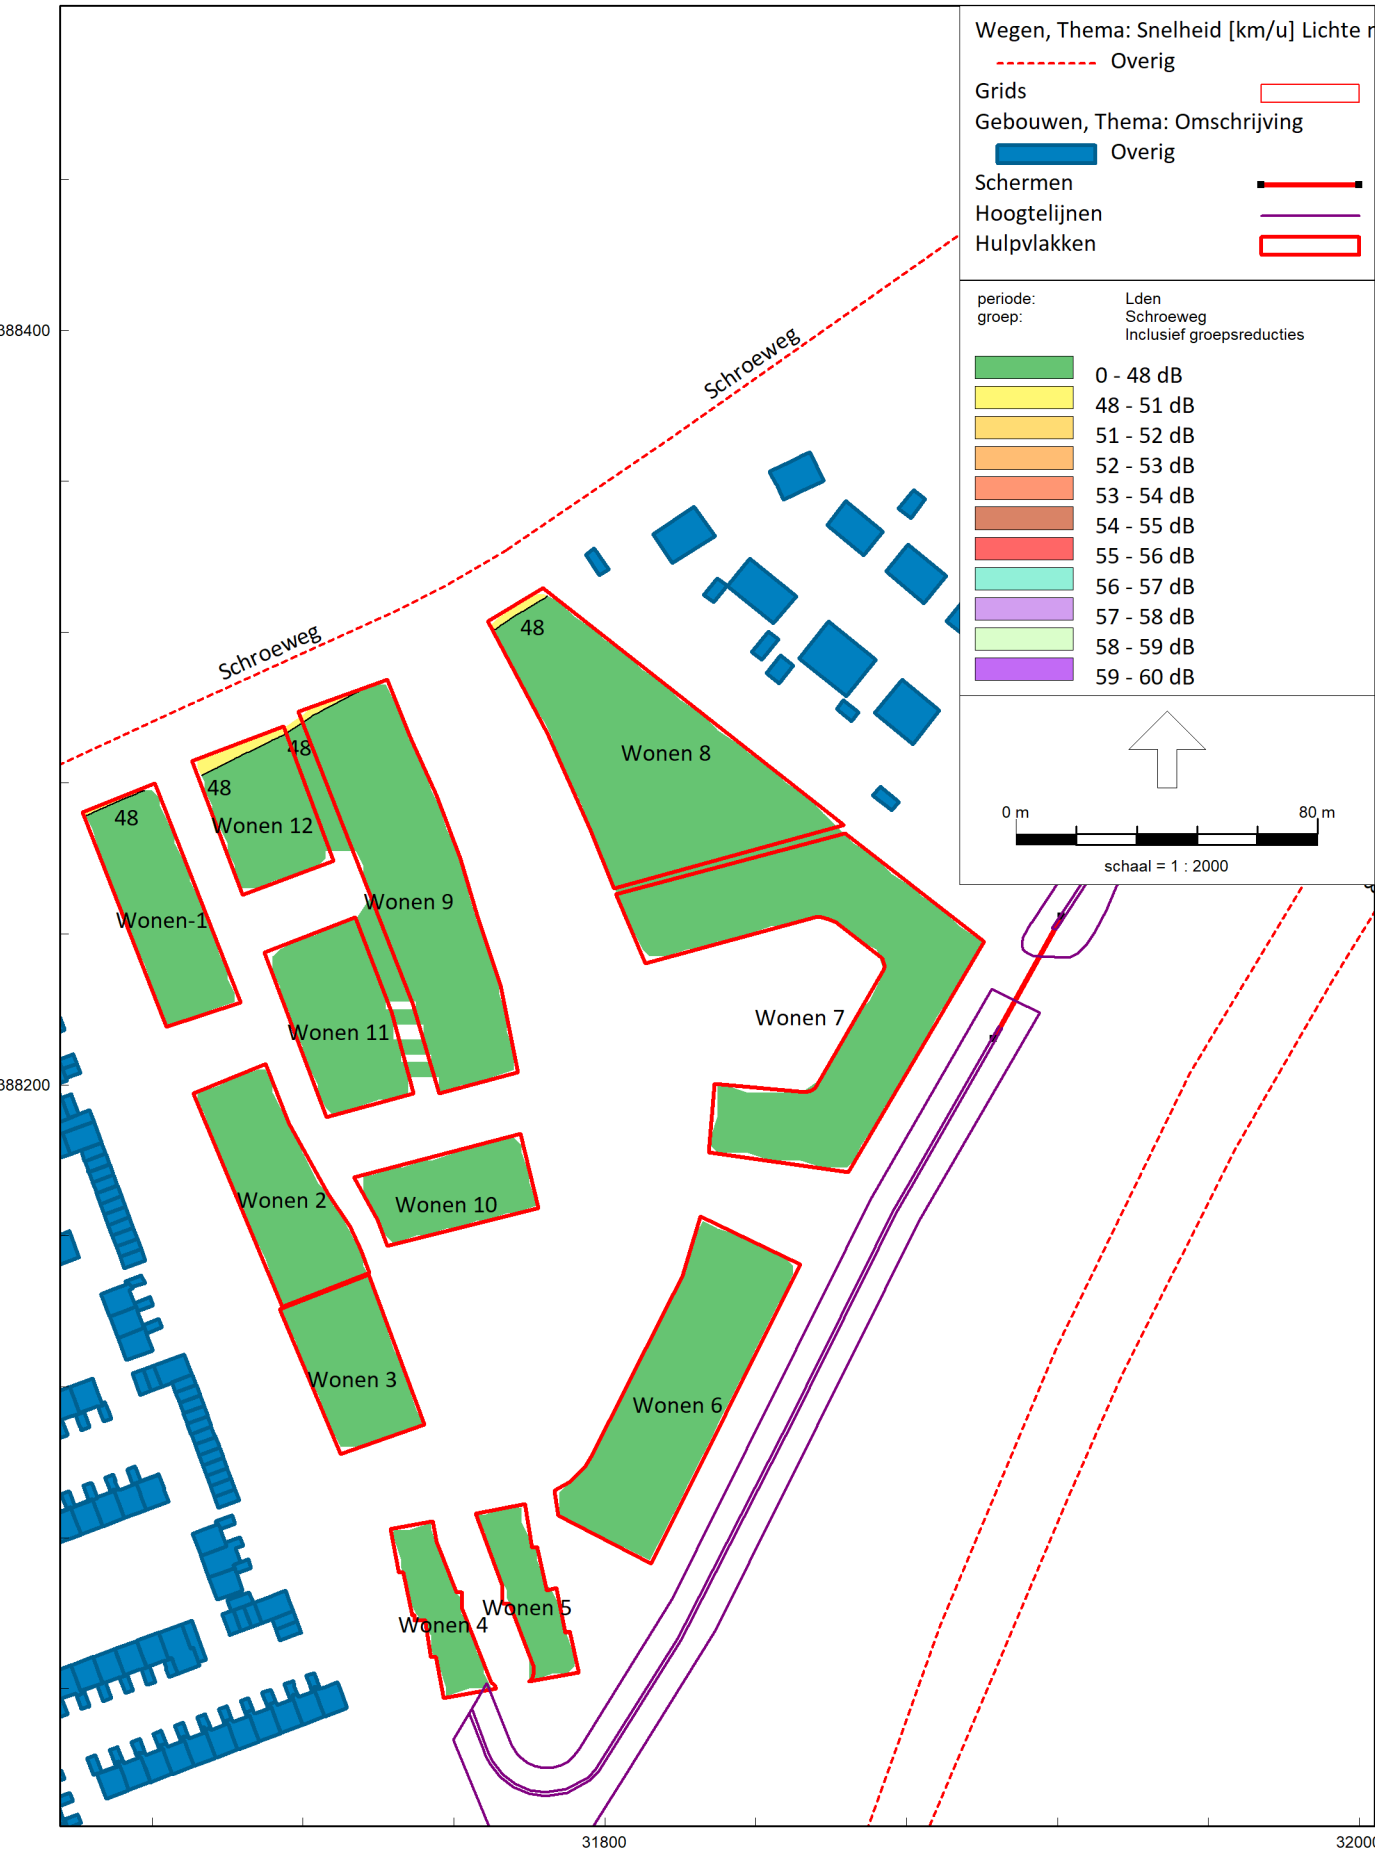 Wegen, Thema: Snelheid [km/u] Lichte
Overig
Grids
Gebouwen, Thema: Omschrijving
Overig
Schermen
Hoogtelijnen
Hulpvlakken
periode: Lden
groep: Schroeweg
Inclusief groepsreducties
0 - 48 dB
48 - 51 dB
51 - 52 dB
52 - 53 dB
53 - 54 dB
54 - 55 dB
55 - 56 dB
56 - 57 dB
57 - 58 dB
58 - 59 dB
59 - 60 dB
0 m 80 m
schaal = 1 : 2000
388400
Schroeweg
Schroeweg
48
48
48
48
Wonen 8
Wonen 12
Wonen 9
Wonen-1
Wonen 7
Wonen 11
388200
Wonen 2
Wonen 10
Wonen 3
Wonen 6
Wonen 5
Wonen 4
31800
32000